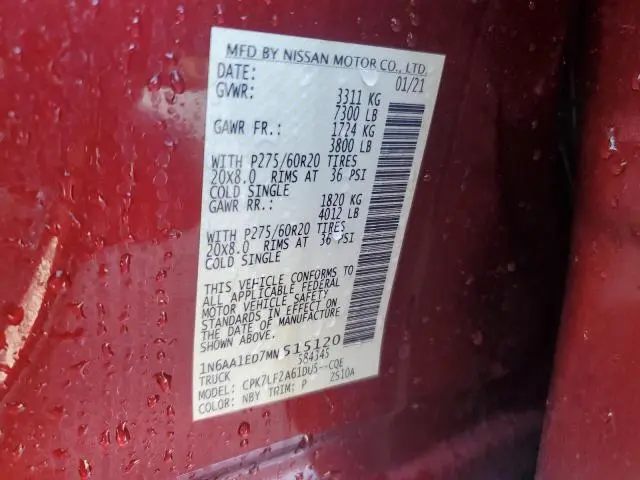 MFD BY NISSAN MOTOR CO., LTD.
DATE: 01/21
GVWR: 3311 KG
7300 LB
GAWR FR.: 1724 KG
3800 LB
WITH P275/60R20 TIRES
20X8.0 RIMS AT 36 PSI
COLD SINGLE
GAWR RR.: 1820 KG
4012 LB
WITH P275/60R20 TIRES
20X8.0 RIMS AT 36 PSI
COLD SINGLE
THIS VEHICLE CONFORMS TO
ALL APPLICABLE FEDERAL
MOTOR VEHICLE SAFETY
STANDARDS IN EFFECT ON
THE DATE OF MANUFACTURE
1N6AA1ED7MN515120
TRUCK 584345
MODEL: CPK7LF2A61DU5--CQE
COLOR: NBY TRIM: P ZS10A